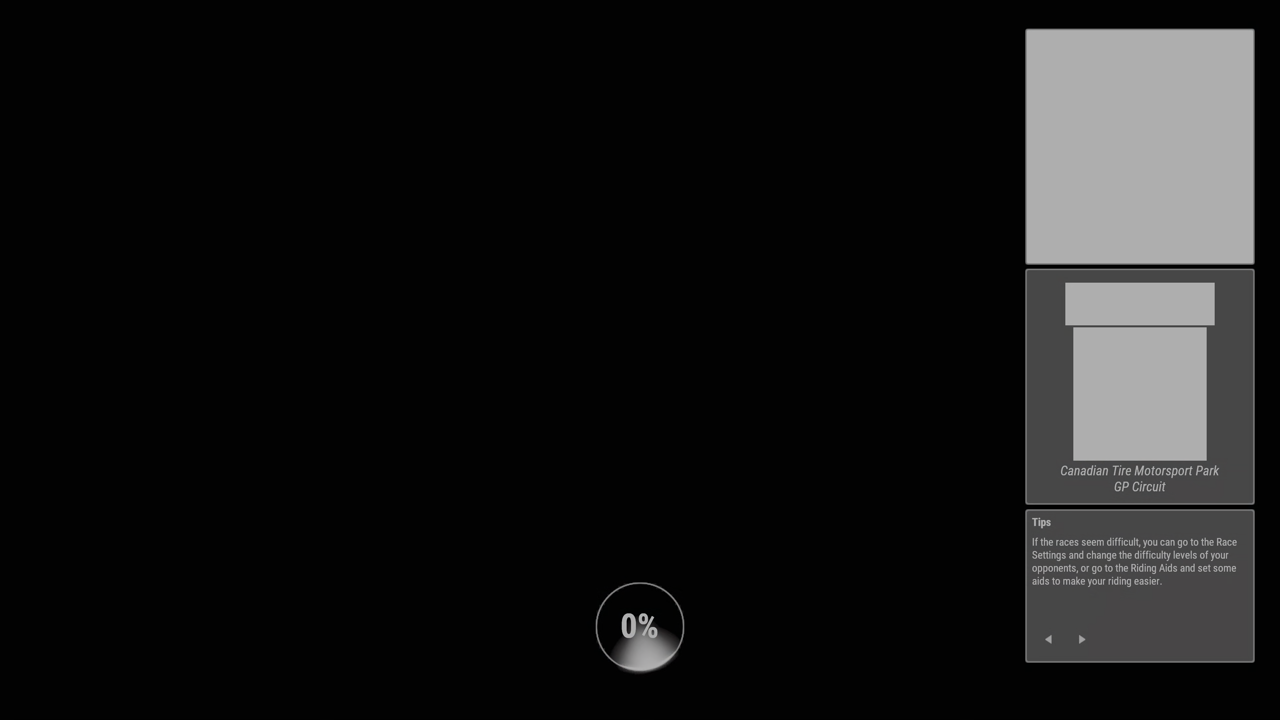 Canadian Tire Motorsport Park
GP Circuit
Tips
If the races seem difficult, you can go to the Race
Settings and change the difficulty levels of your
opponents, or go to the Riding Aids and set some
aids to make your riding easier.
0%